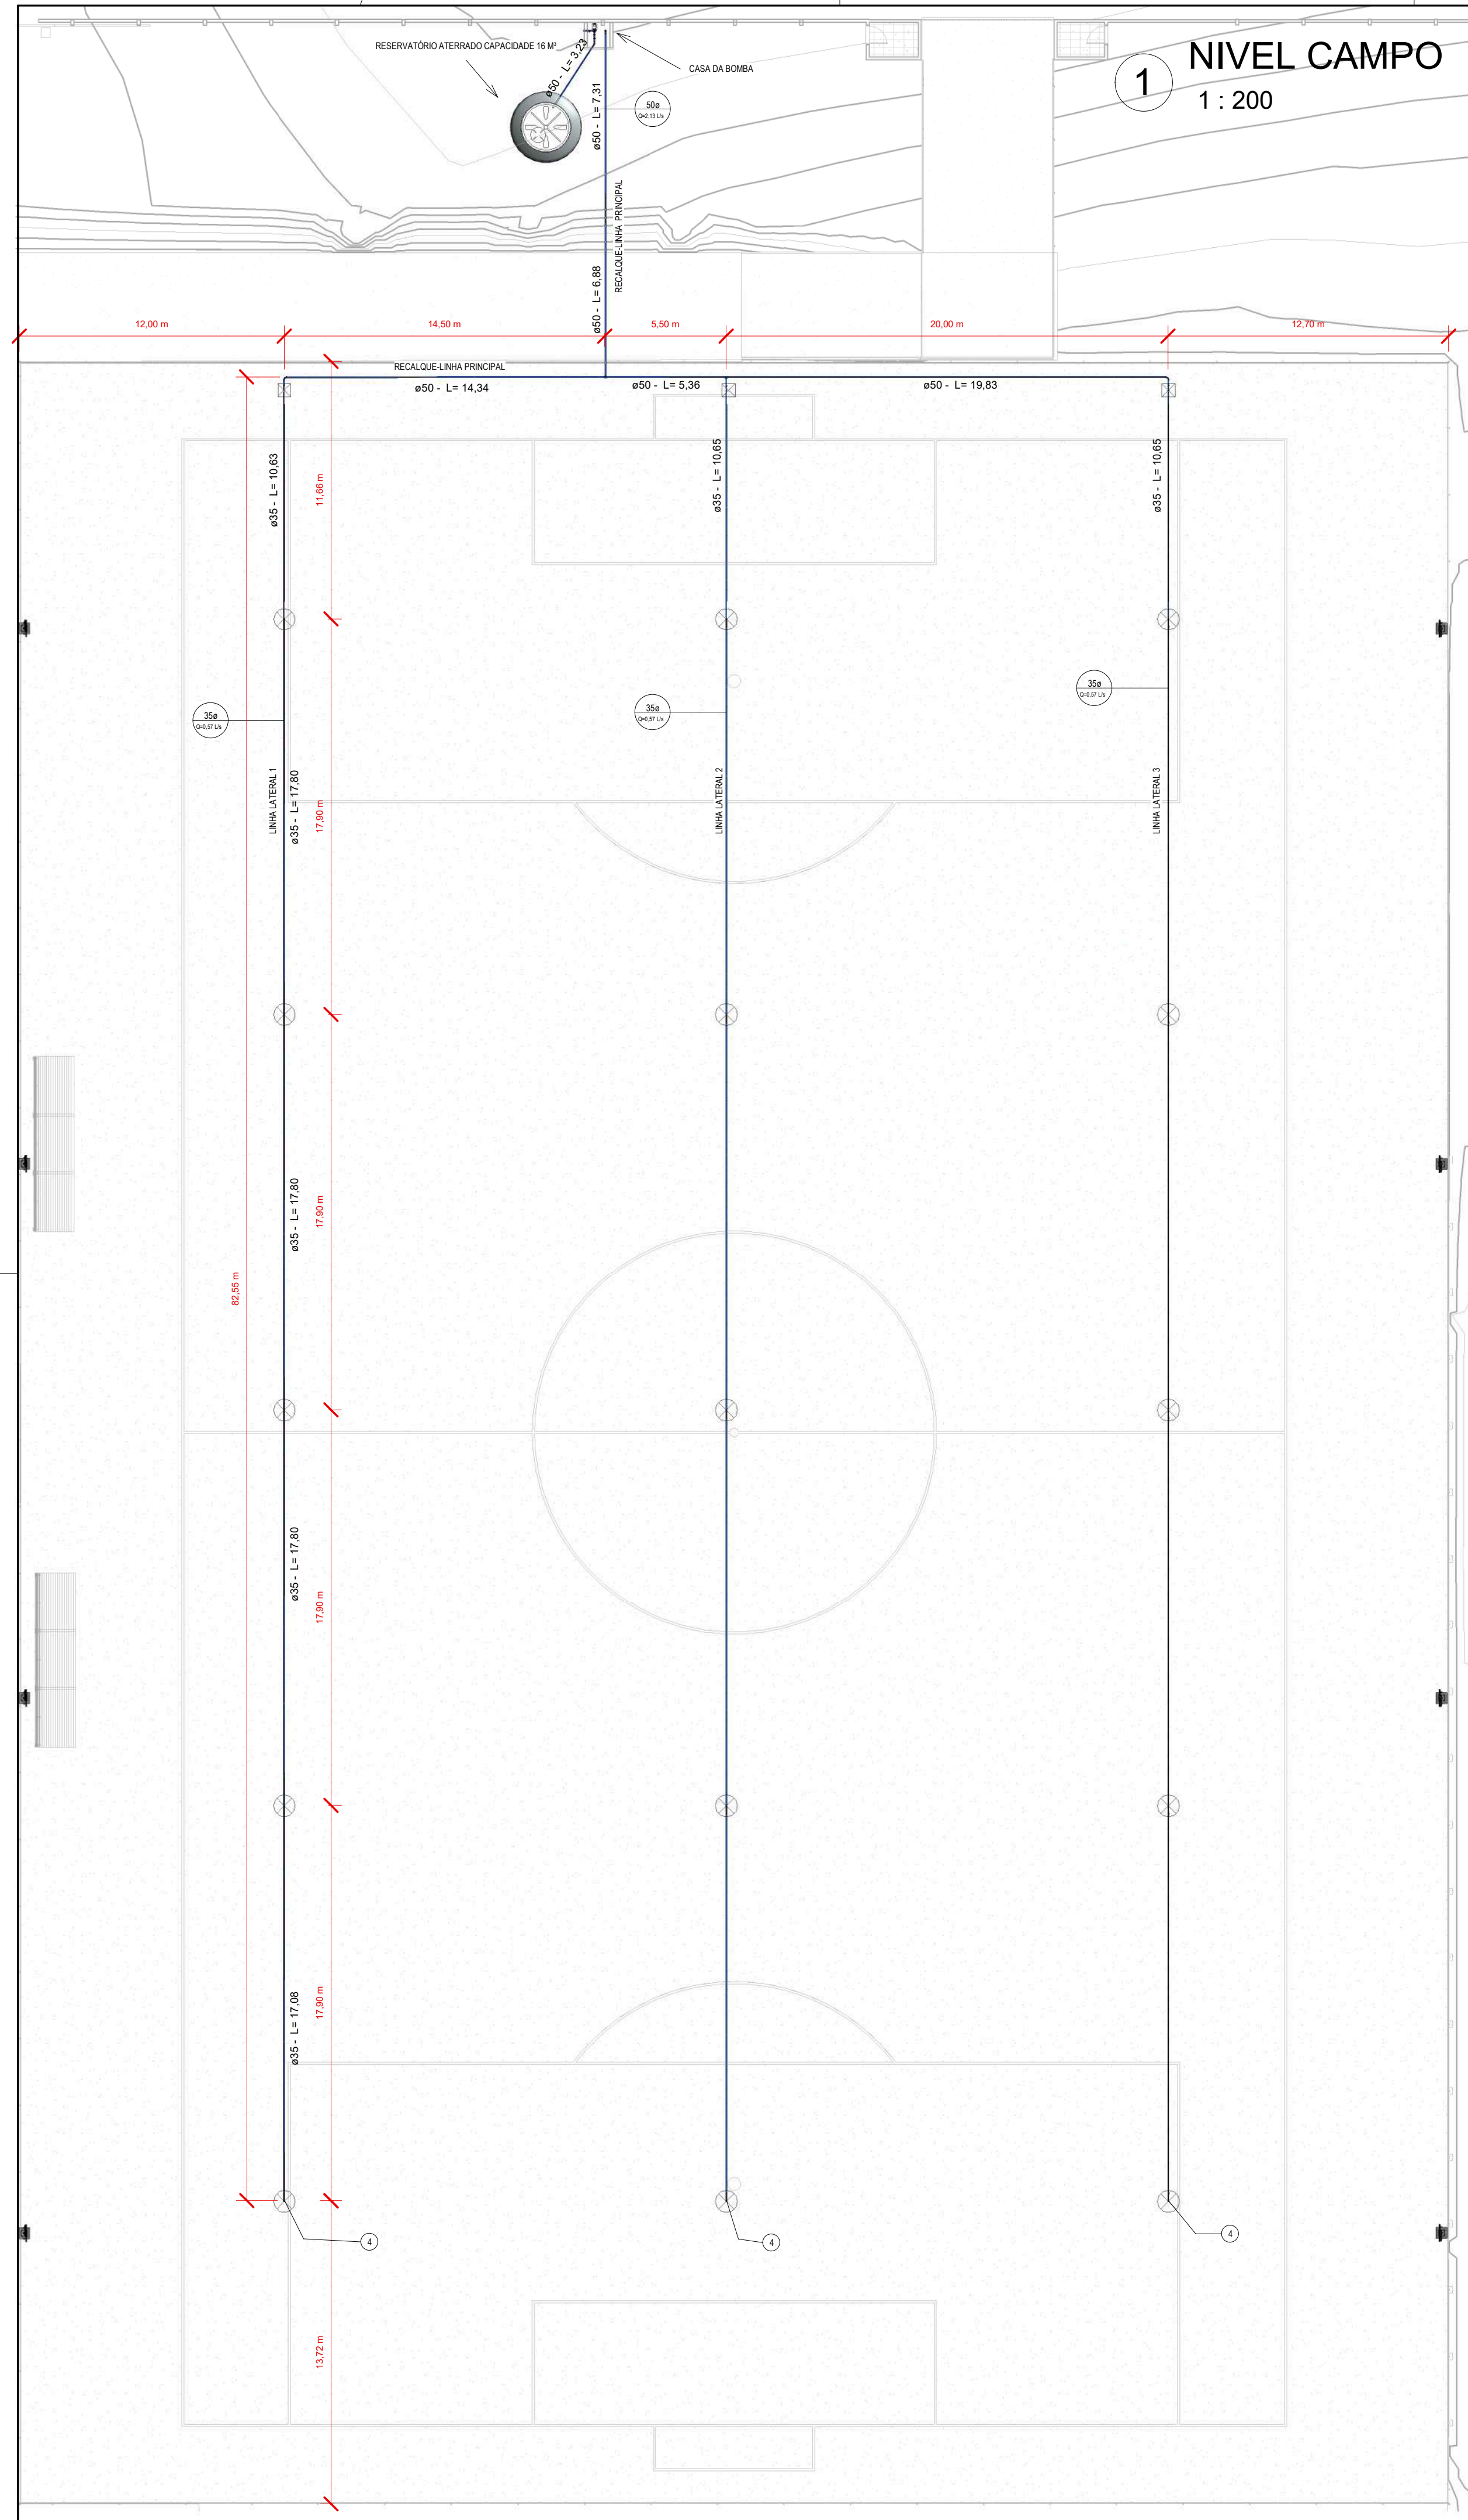 RESERVATÓRIO ATERRADO CAPACIDADE 16 M³
ø50 - L= 3,23
CASA DA BOMBA
1
NIVEL CAMPO
1 : 200
ø50 - L= 7,31
50ø
Q=2,13 L/s
RECALQUE-LINHA PRINCIPAL
ø50 - L= 6,88
12,00 m
14,50 m
5,50 m
20,00 m
12,70 m
RECALQUE-LINHA PRINCIPAL
ø50 - L= 14,34
ø50 - L= 5,36
ø50 - L= 19,83
ø35 - L= 10,63
11,66 m
ø35 - L= 10,65
ø35 - L= 10,65
35ø
Q=0,57 L/s
35ø
Q=0,57 L/s
35ø
Q=0,57 L/s
LINHA LATERAL 1
ø35 - L= 17,80
17,90 m
LINHA LATERAL 2
LINHA LATERAL 3
ø35 - L= 17,80
17,90 m
82,55 m
ø35 - L= 17,80
17,90 m
ø35 - L= 17,08
17,90 m
4
4
4
13,72 m